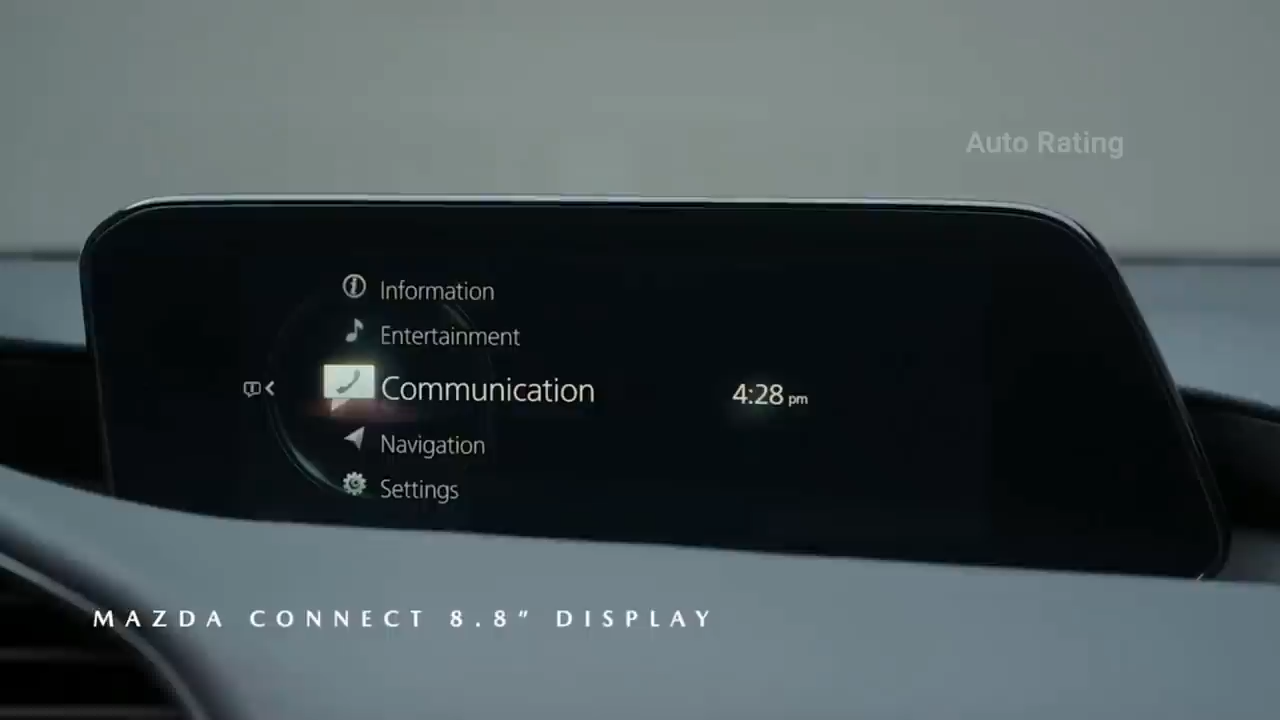 Auto Rating
Information
Entertainment
Communication
4:28 pm
Navigation
Settings
MAZDA CONNECT 8.8" DISPLAY